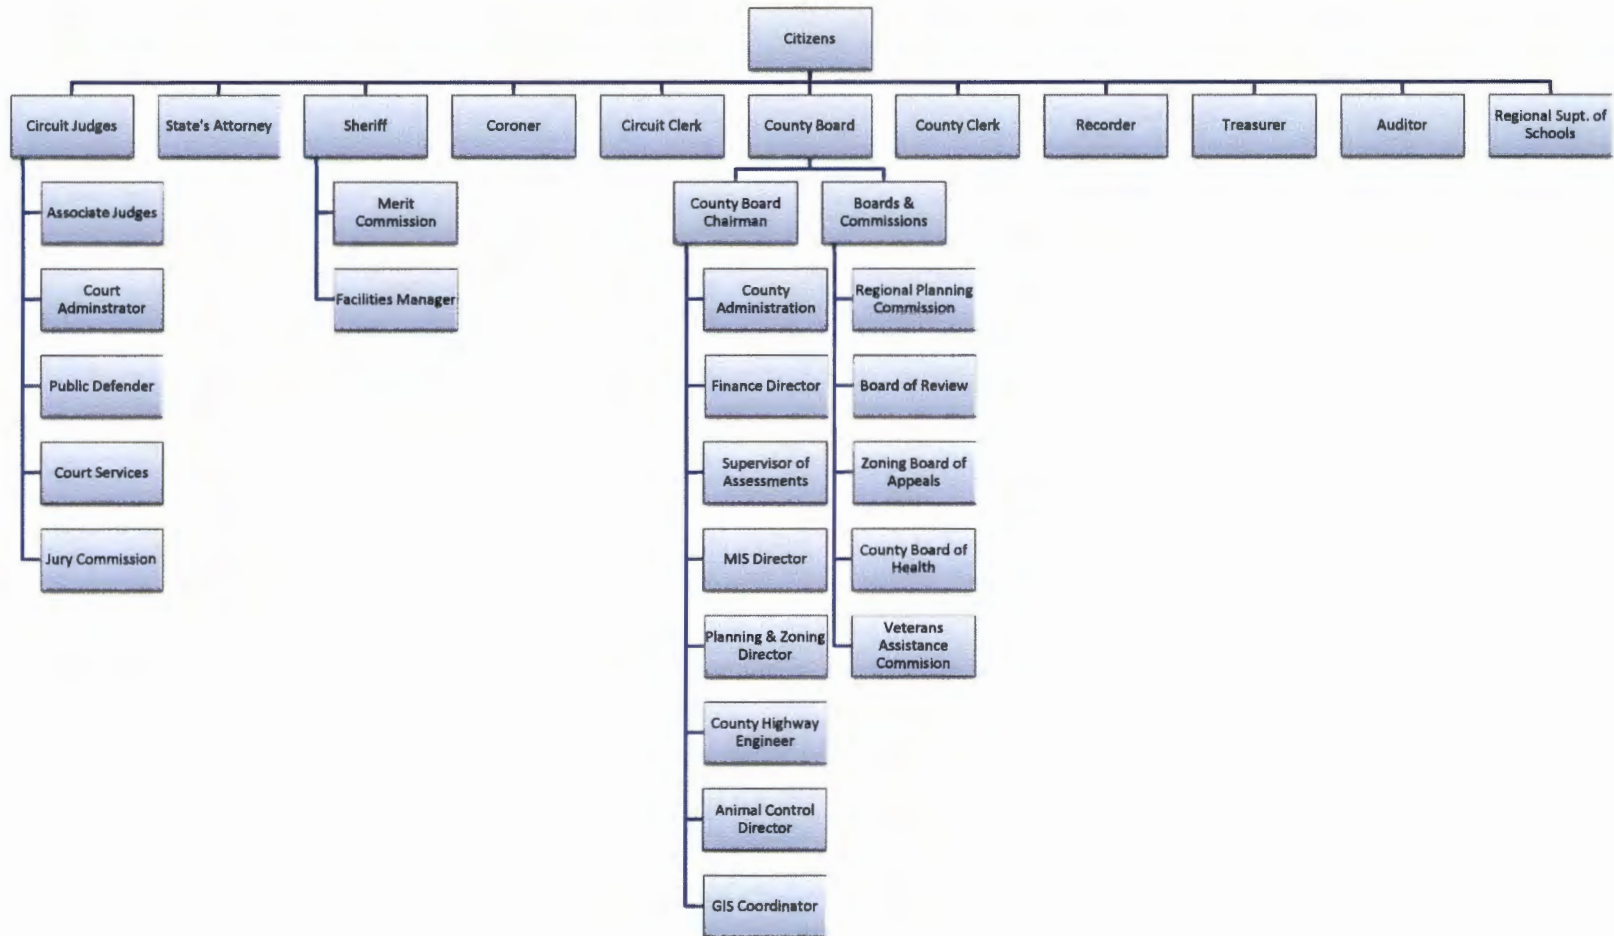 Citizens
Circuit Judges
State's Attorney
Sheriff
Coroner
Circuit Clerk
County Board
County Clerk
Recorder
Treasurer
Auditor
Regional Supt. of
Schools
Associate Judges
Court
Adminstrator
Public Defender
Court Services
Jury Commission
Merit
Commission
Facilities Manager
County Board
Chairman
County
Administration
Finance Director
Supervisor of
Assessments
MIS Director
Planning & Zoning
Director
County Highway
Engineer
Animal Control
Director
GIS Coordinator
Boards &
Commissions
Regional Planning
Commission
Board of Review
Zoning Board of
Appeals
County Board of
Health
Veterans
Assistance
Commision